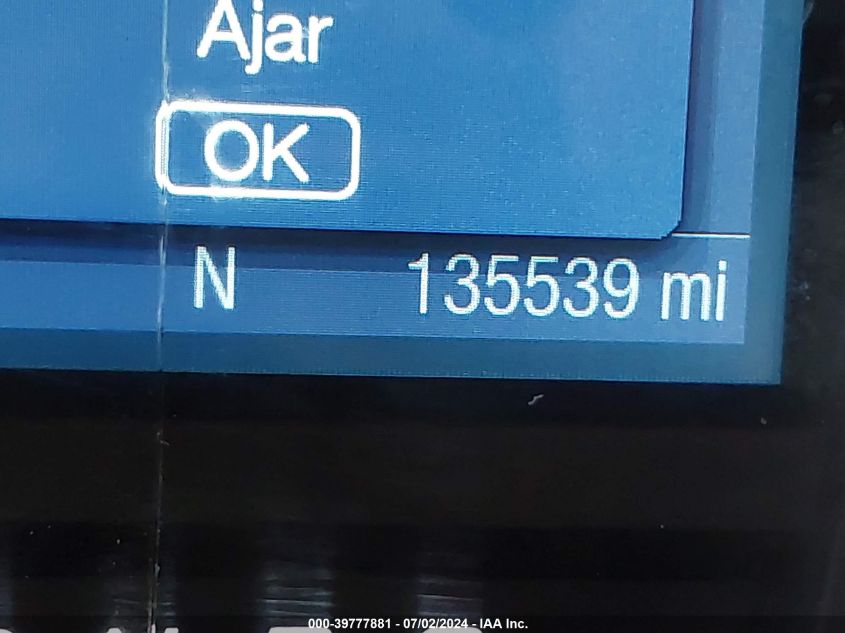 Ajar
OK
N 135539 mi
000-39777881 - 07/02/2024 - IAA Inc.